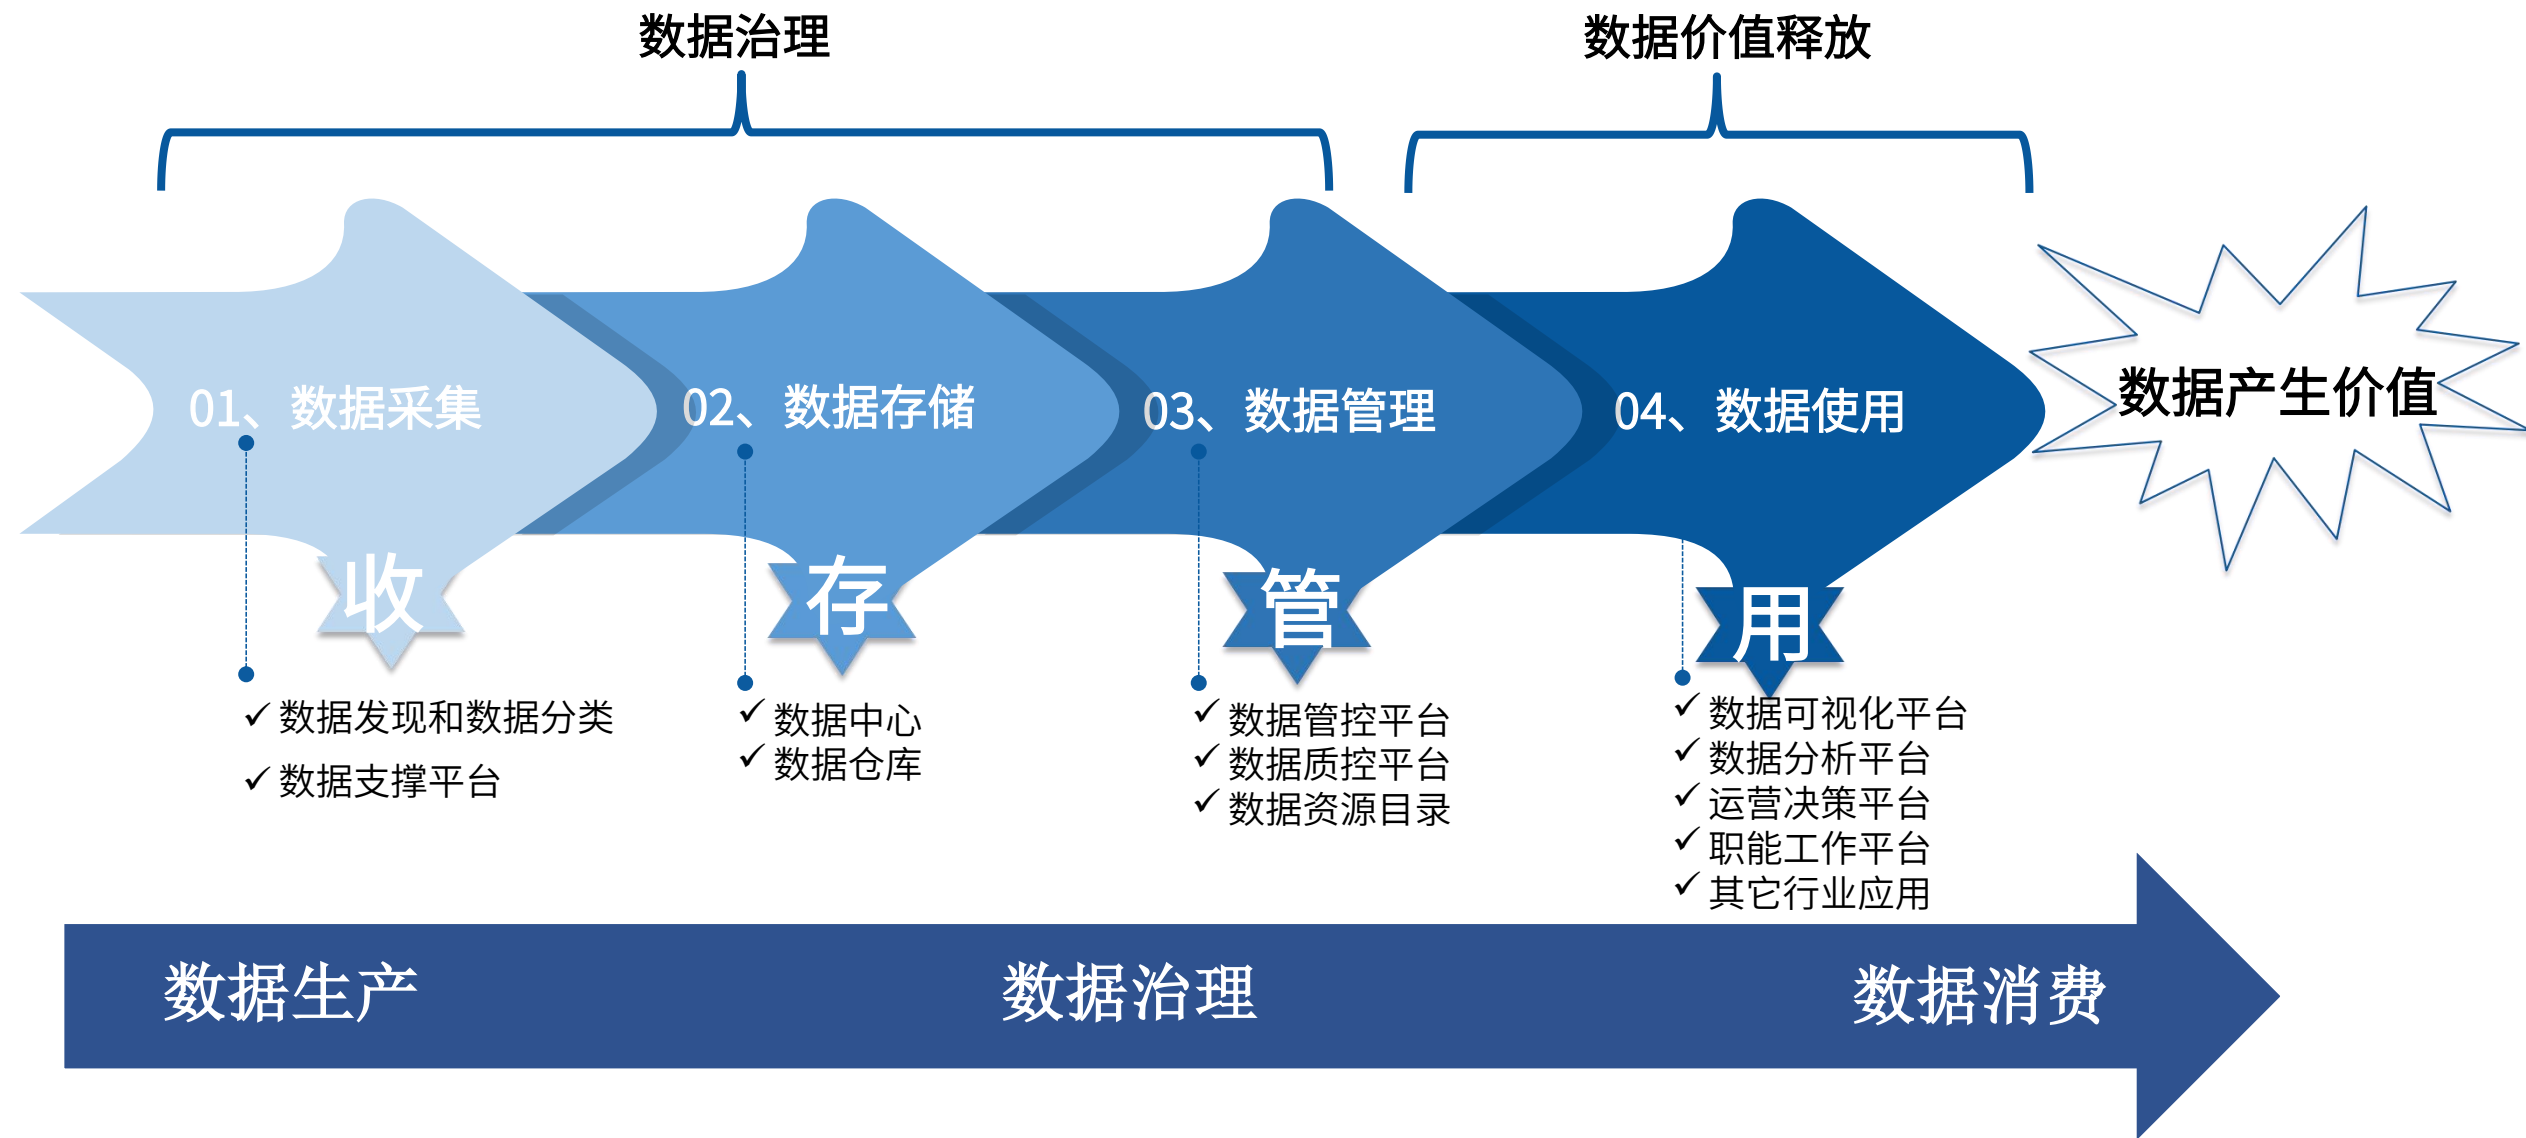 数据治理
数据价值释放
01、数据采集
02、数据存储
03、数据管理
04、数据使用
数据产生价值
收
存
管
用
✓ 数据发现和数据分类
✓ 数据支撑平台
✓ 数据中心
✓ 数据仓库
✓ 数据管控平台
✓ 数据质控平台
✓ 数据资源目录
✓ 数据可视化平台
✓ 数据分析平台
✓ 运营决策平台
✓ 职能工作平台
✓ 其它行业应用
数据生产
数据治理
数据消费